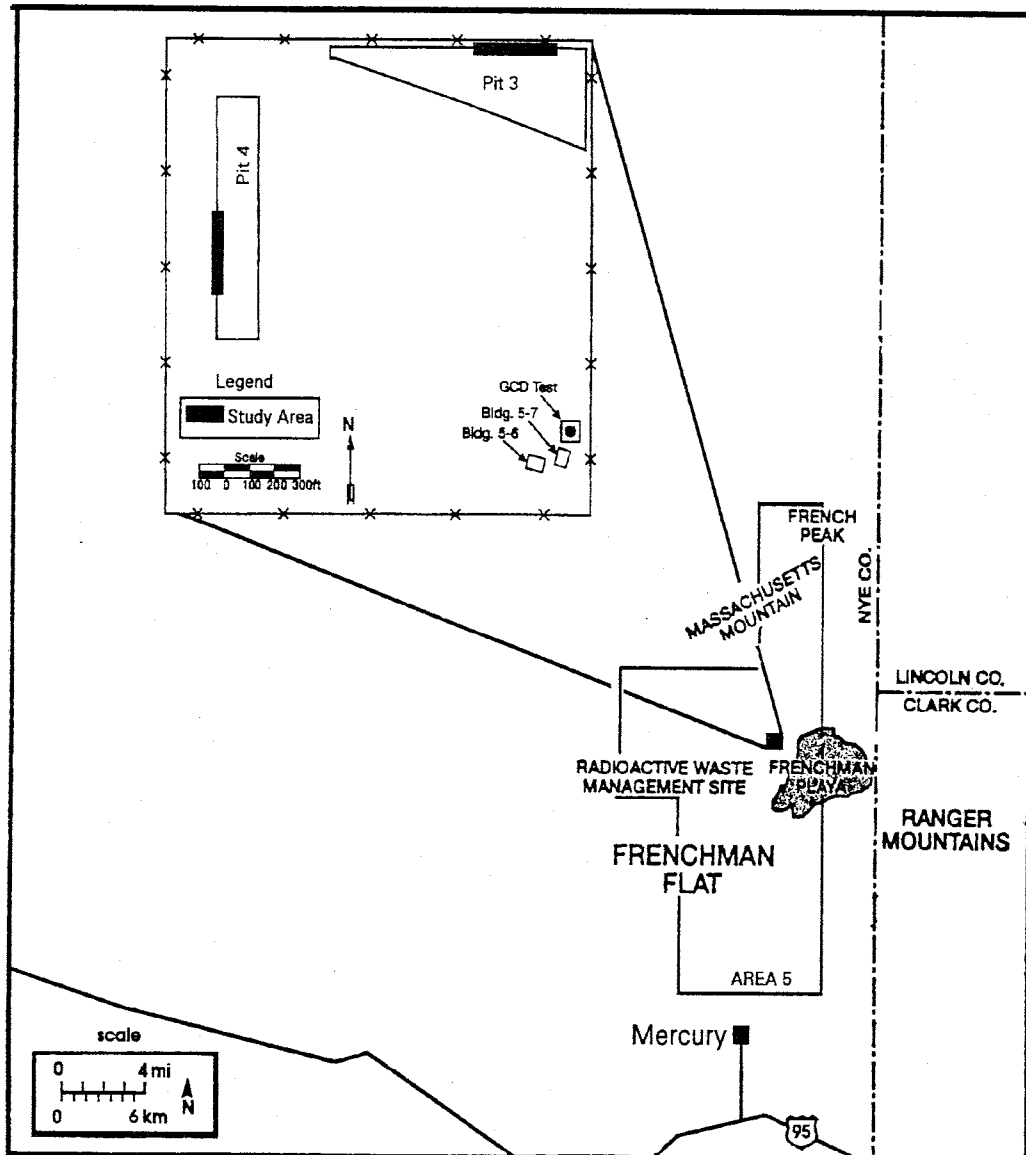 Pit 3
Pit 4
Legend
Study Area
Scale
100 0 100 200 300ft
N
GCD Test
Bldg. 5-7
Bldg. 5-6
FRENCH
PEAK
MASSACHUSETTS
MOUNTAIN
NYE CO.
LINCOLN CO.
CLARK CO.
RADIOACTIVE WASTE
MANAGEMENT SITE
FRENCHMAN
PLAYA
RANGER
MOUNTAINS
FRENCHMAN
FLAT
AREA 5
Mercury
95
scale
0 4 mi
0 6 km
N